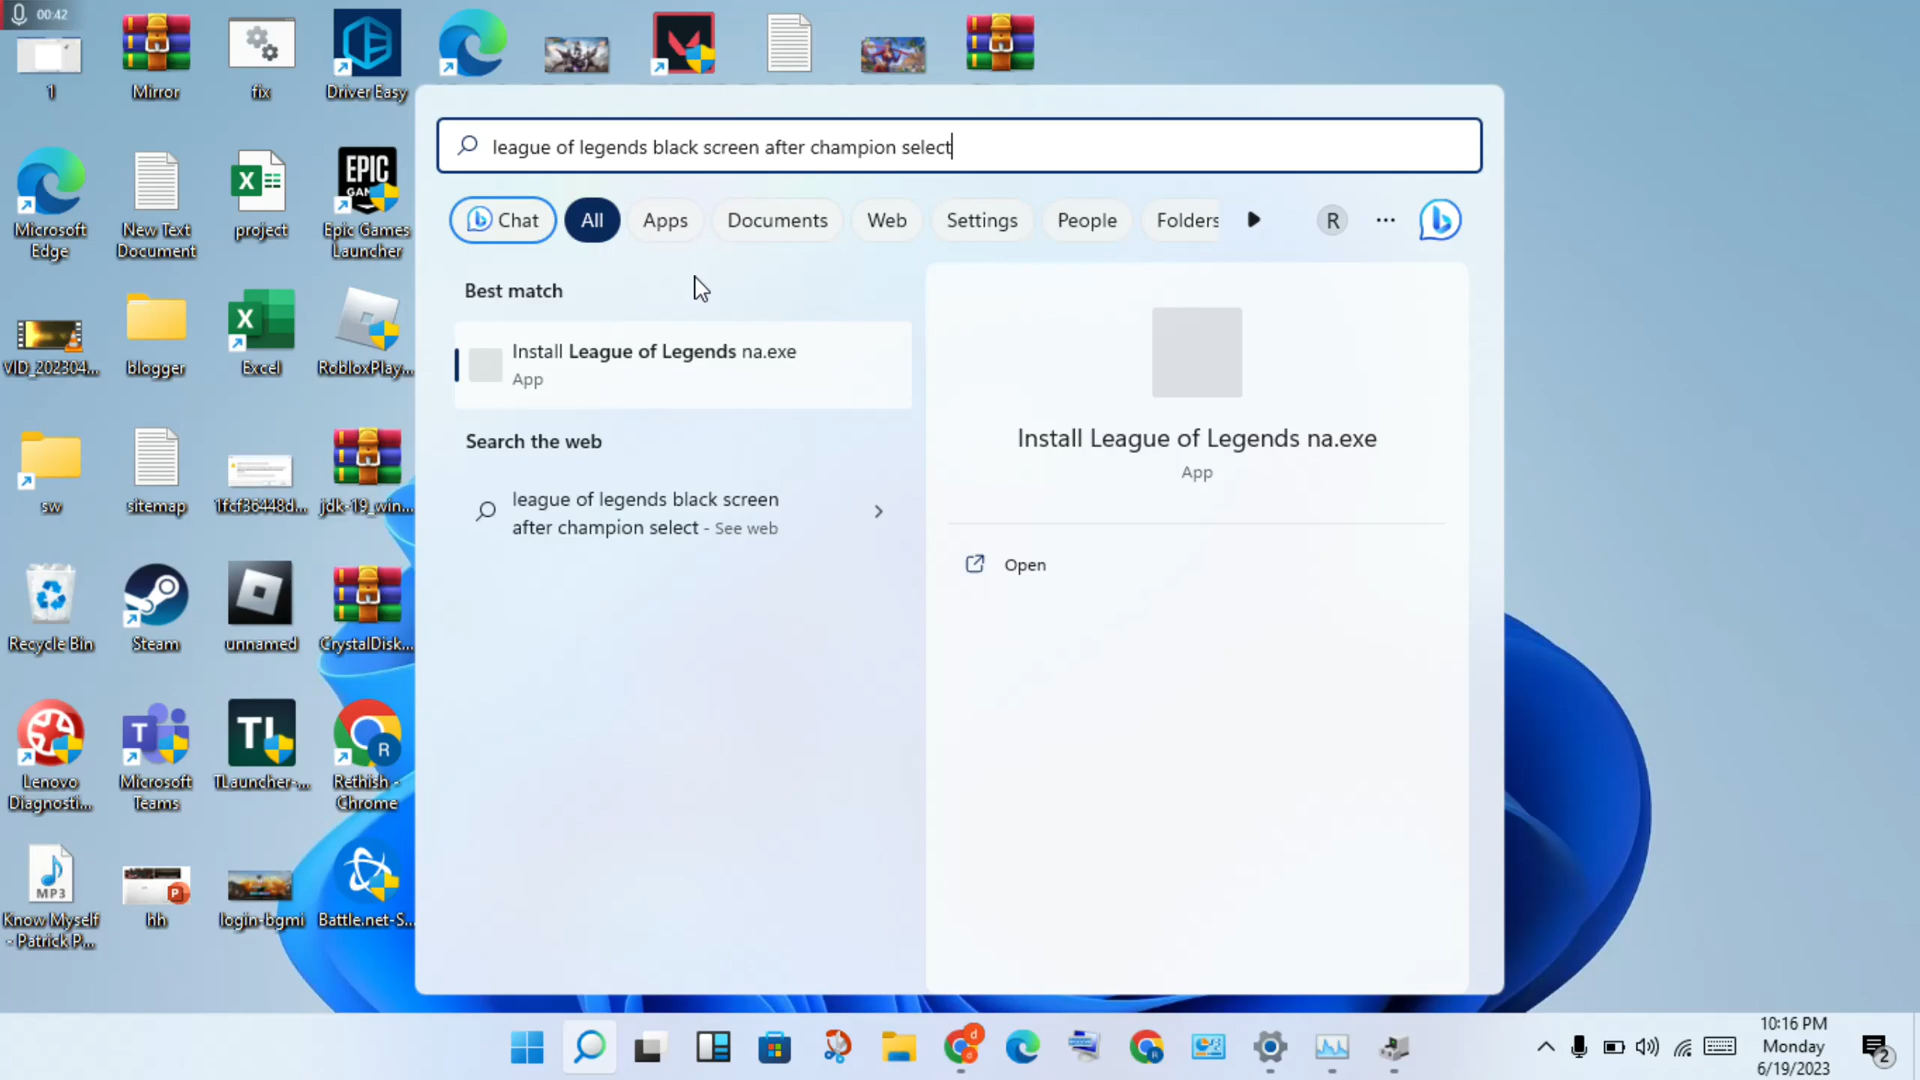 00:42
1
Mirror
fix
Driver Easy
league of legends black screen after champion select
Chat
All
Apps
Documents
Web
Settings
People
Folders
R
Best match
Install League of Legends na.exe
App
Search the web
league of legends black screen
after champion select - See web
Install League of Legends na.exe
App
Open
Microsoft
Edge
New Text
Document
project
EPIC
Epic Games
Launcher
VID_202304...
blogger
Excel
RobloxPlay...
sw
sitemap
1fcf36448d...
jdk-19_win...
Recycle Bin
Steam
unnamed
CrystalDisk...
Lenovo
Diagnosti...
Microsoft
Teams
TL
TLauncher-...
R
Rethish -
Chrome
MP3
Know Myself
- Patrick P...
hh
login-bgmi
Battle.net-S...
10:16 PM
Monday
6/19/2023
2